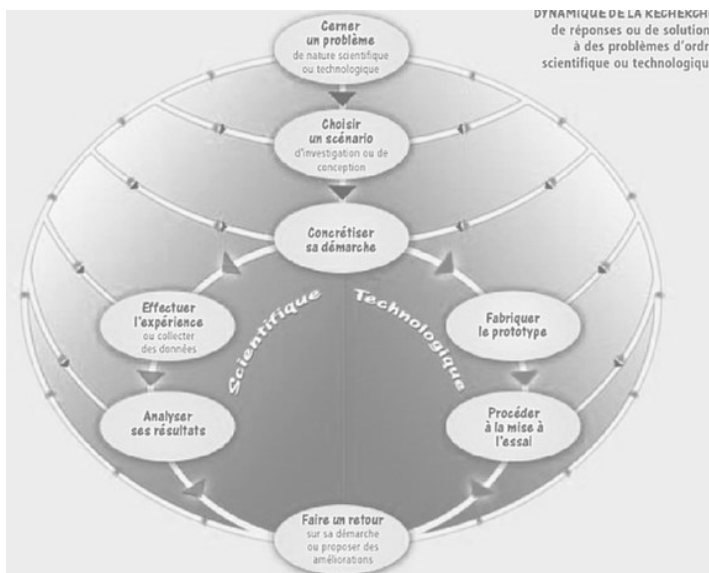 DYNAMIQUE DE LA RECHERCHE
de réponses ou de solution
à des problèmes d'ordr
scientifique ou technologiqu
Cerner
un problème
de nature scientifique
ou technologique
Choisir
un scénario
d'investigation ou de
conception
Concrétiser
sa démarche
Scientifique
Technologique
Effectuer
l'expérience
ou collecter
des données
Fabriquer
le prototype
Analyser
ses résultats
Procéder
à la mise à
l'essai
Faire un retour
sur sa démarche
ou proposer des
améliorations